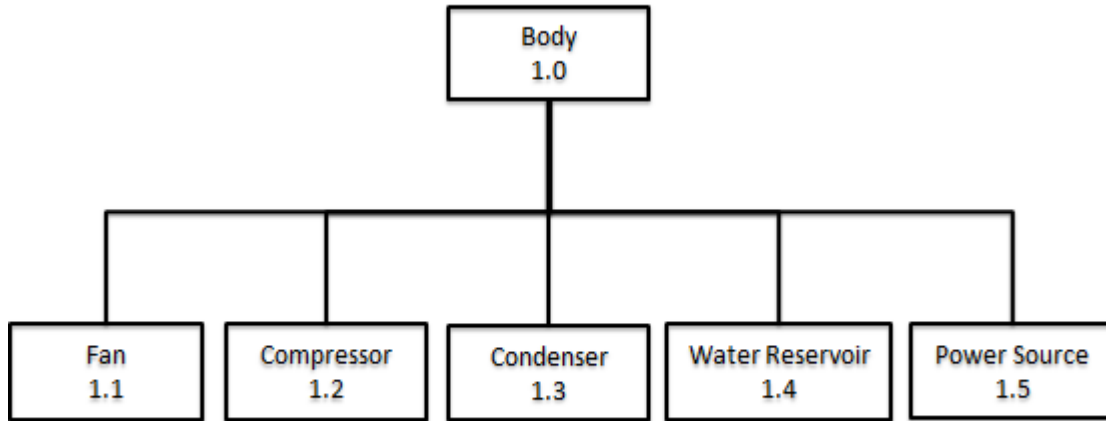 Body
1.0
Fan
1.1
Compressor
1.2
Condenser
1.3
Water Reservoir
1.4
Power Source
1.5